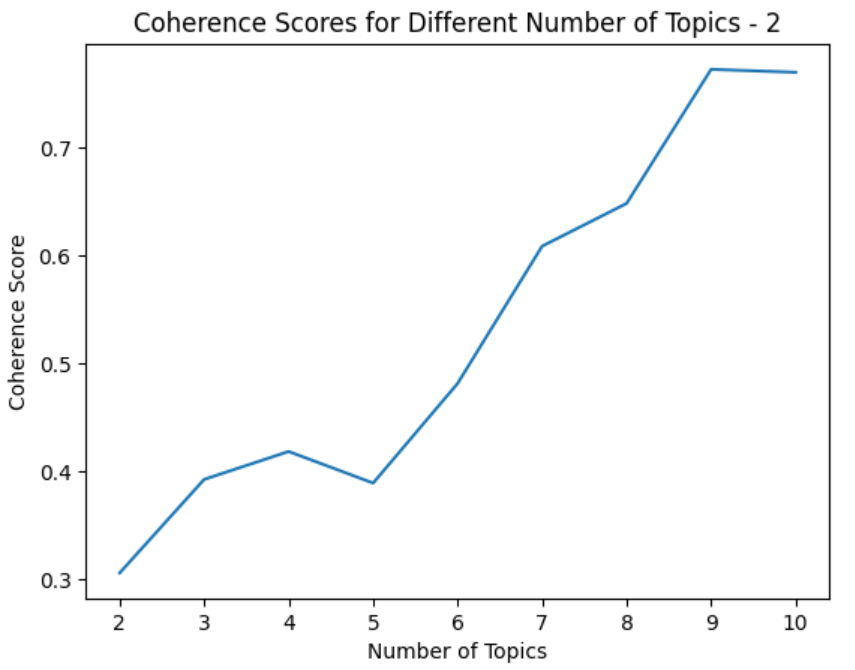 Coherence Scores for Different Number of Topics - 2
0.7
0.6
0.5
0.4
0.3
Coherence Score
2 3 4 5 6 7 8 9 10
Number of Topics